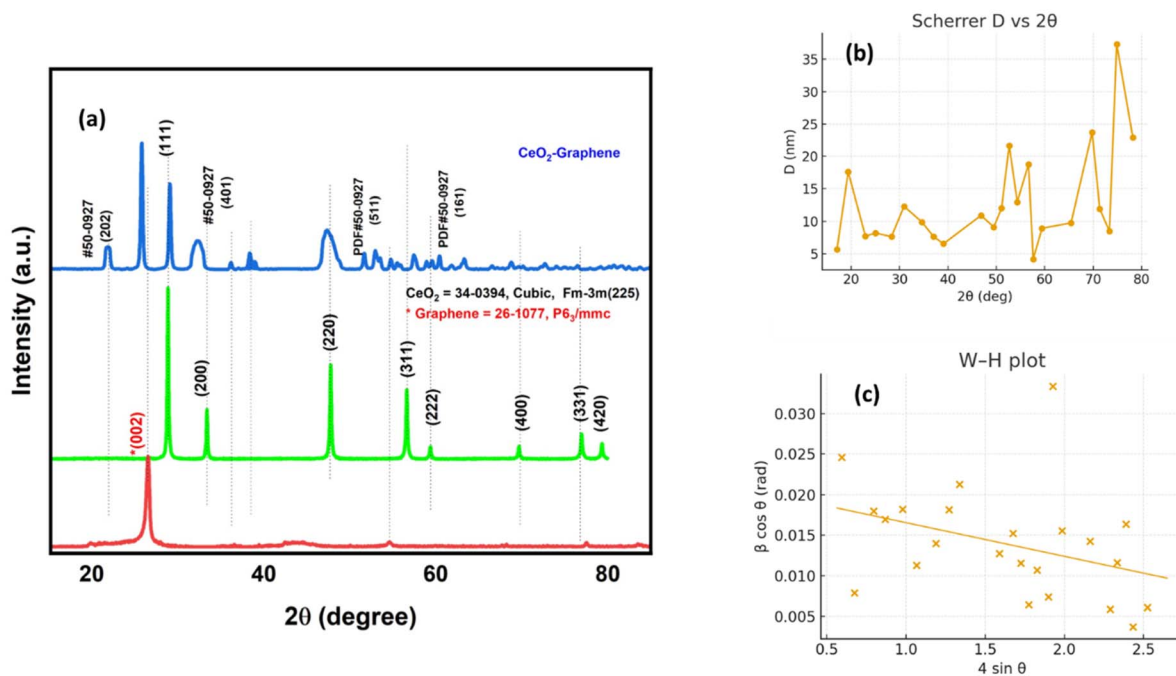 (a)
Intensity (a.u.)
#50-0927
(202)
(111)
#50-0927
(401)
PDF#50-0927
(511)
PDF#50-0927
(161)
CeO2-Graphene
CeO2 = 34-0394, Cubic, Fm-3m(225)
* Graphene = 26-1077, P63/mmc
*(002)
(200)
(220)
(311)
(222)
(400)
(331)
(420)
20 40 60 80
2θ (degree)
Scherrer D vs 2θ
(b)
D (nm)
35
30
25
20
15
10
5
20 30 40 50 60 70 80
2θ (deg)
W–H plot
(c)
β cos θ (rad)
0.030
0.025
0.020
0.015
0.010
0.005
0.5 1.0 1.5 2.0 2.5
4 sin θ